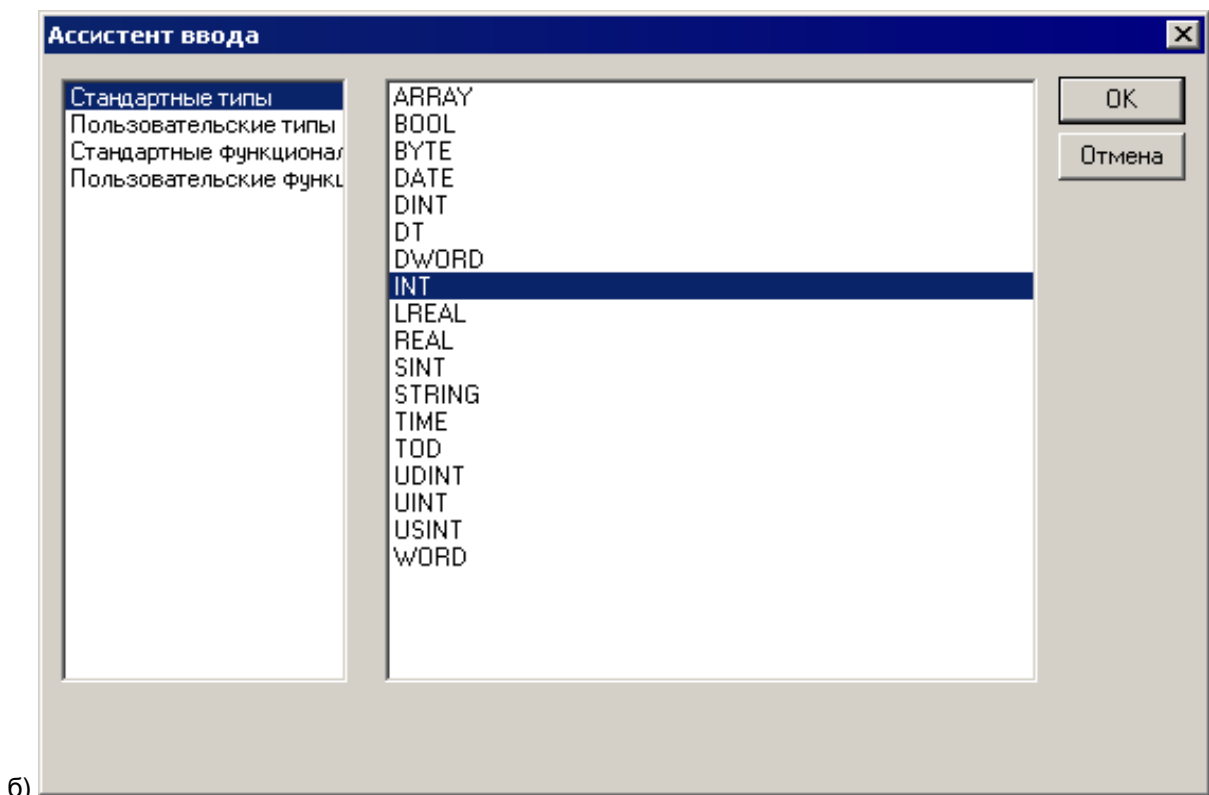 Ассистент ввода
Стандартные типы
Пользовательские типы
Стандартные функционал
Пользовательские функц
ARRAY
BOOL
BYTE
DATE
DINT
DT
DWORD
INT
LREAL
REAL
SINT
STRING
TIME
TOD
UDINT
UINT
USINT
WORD
OK
Отмена
б)